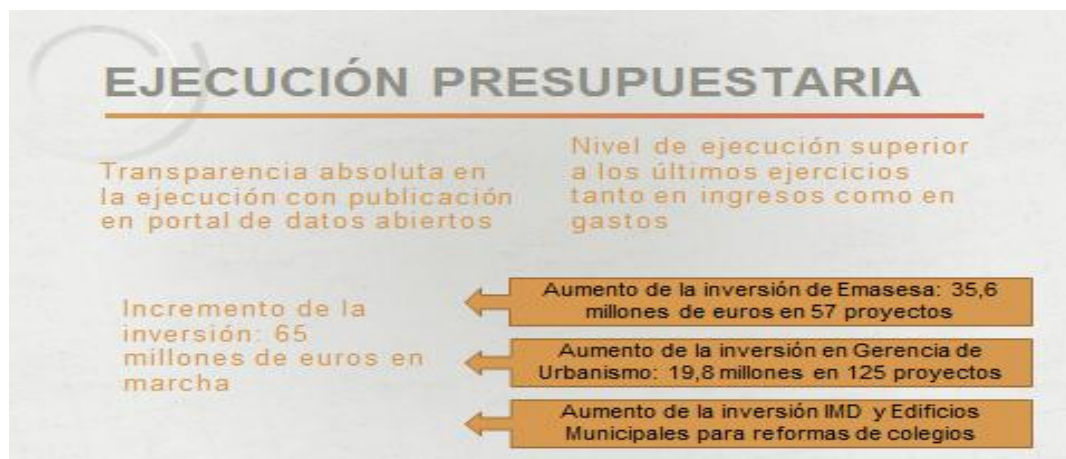 EJECUCIÓN PRESUPUESTARIA
Transparencia absoluta en
la ejecución con publicación
en portal de datos abiertos
Nivel de ejecución superior
a los últimos ejercicios
tanto en ingresos como en
gastos
Incremento de la
inversión: 65
millones de euros en
marcha
Aumento de la inversión de Emasesa: 35,6
millones de euros en 57 proyectos
Aumento de la inversión en Gerencia de
Urbanismo: 19,8 millones en 125 proyectos
Aumento de la inversión IMD y Edificios
Municipales para reformas de colegios